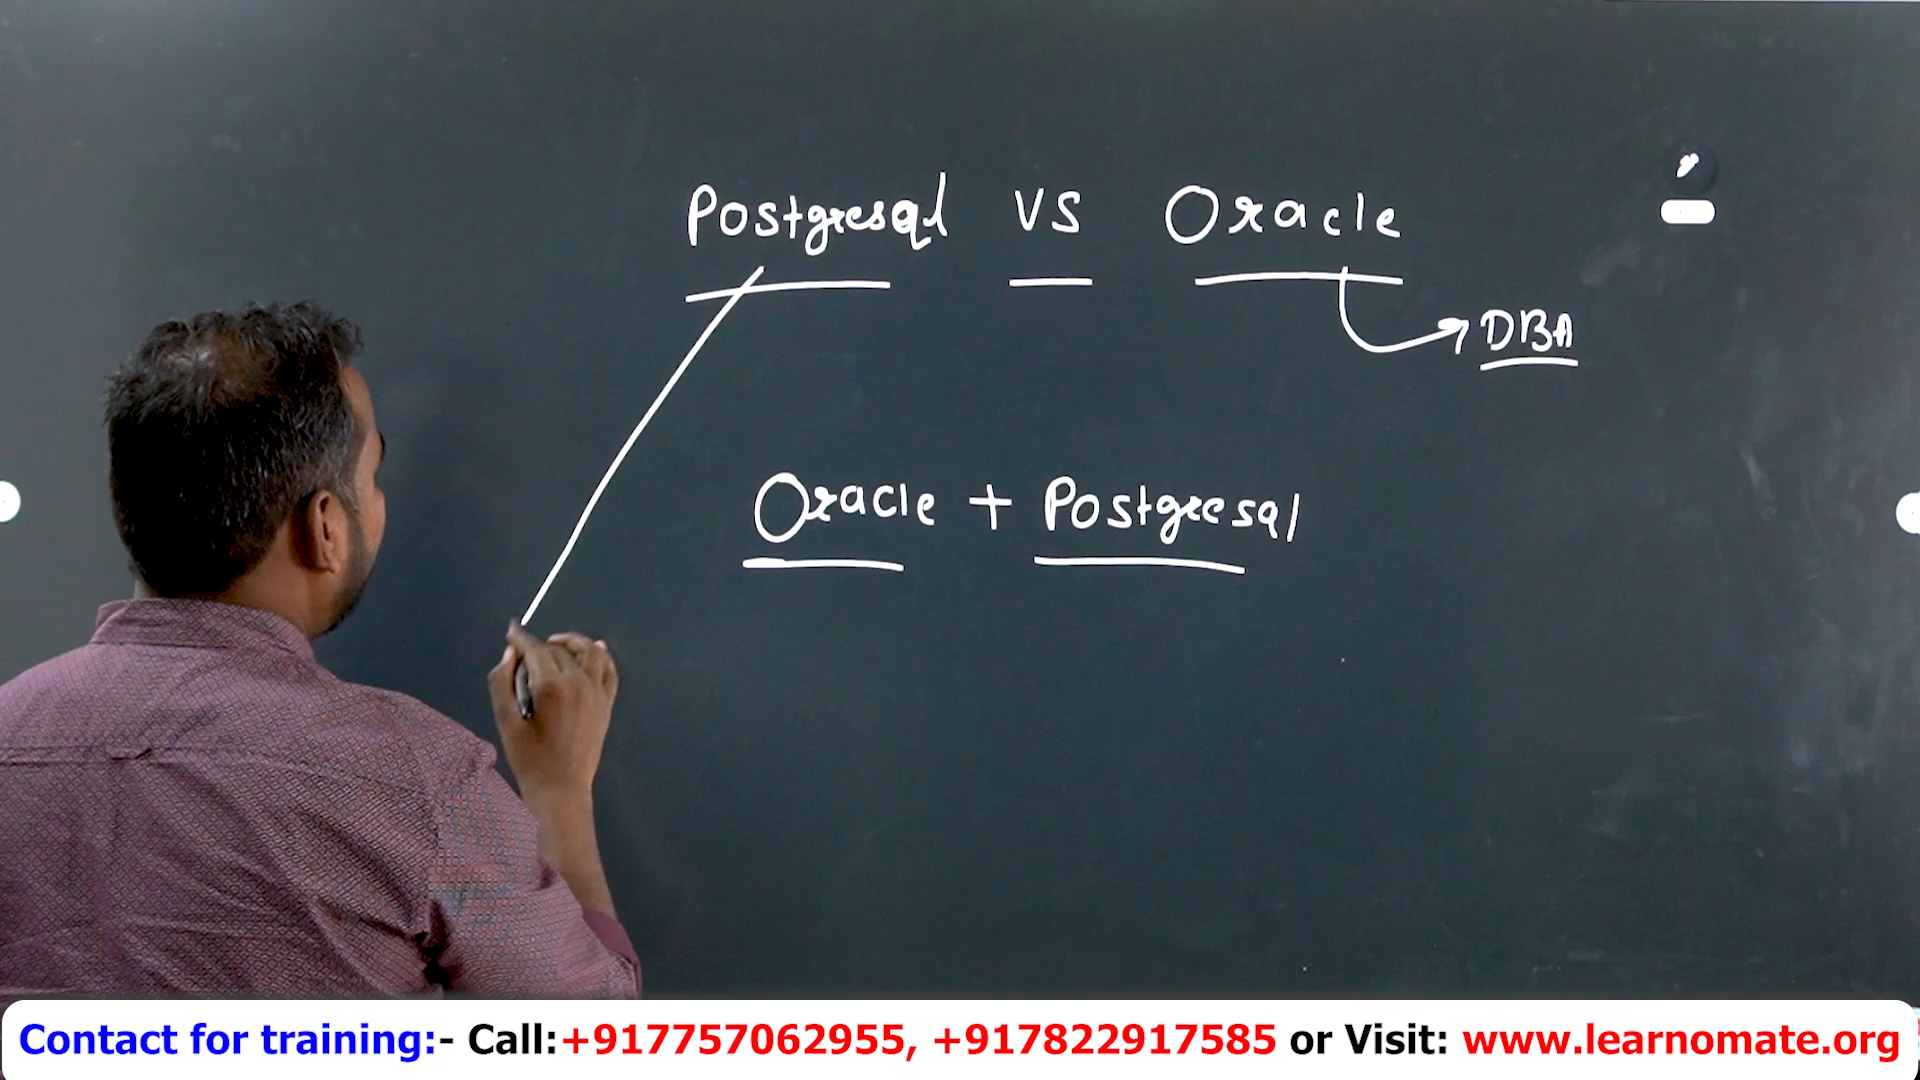 Postgresql VS Oracle
DBA
Oracle + Postgresql
Contact for training:- Call:+917757062955, +917822917585 or Visit: www.learnomate.org